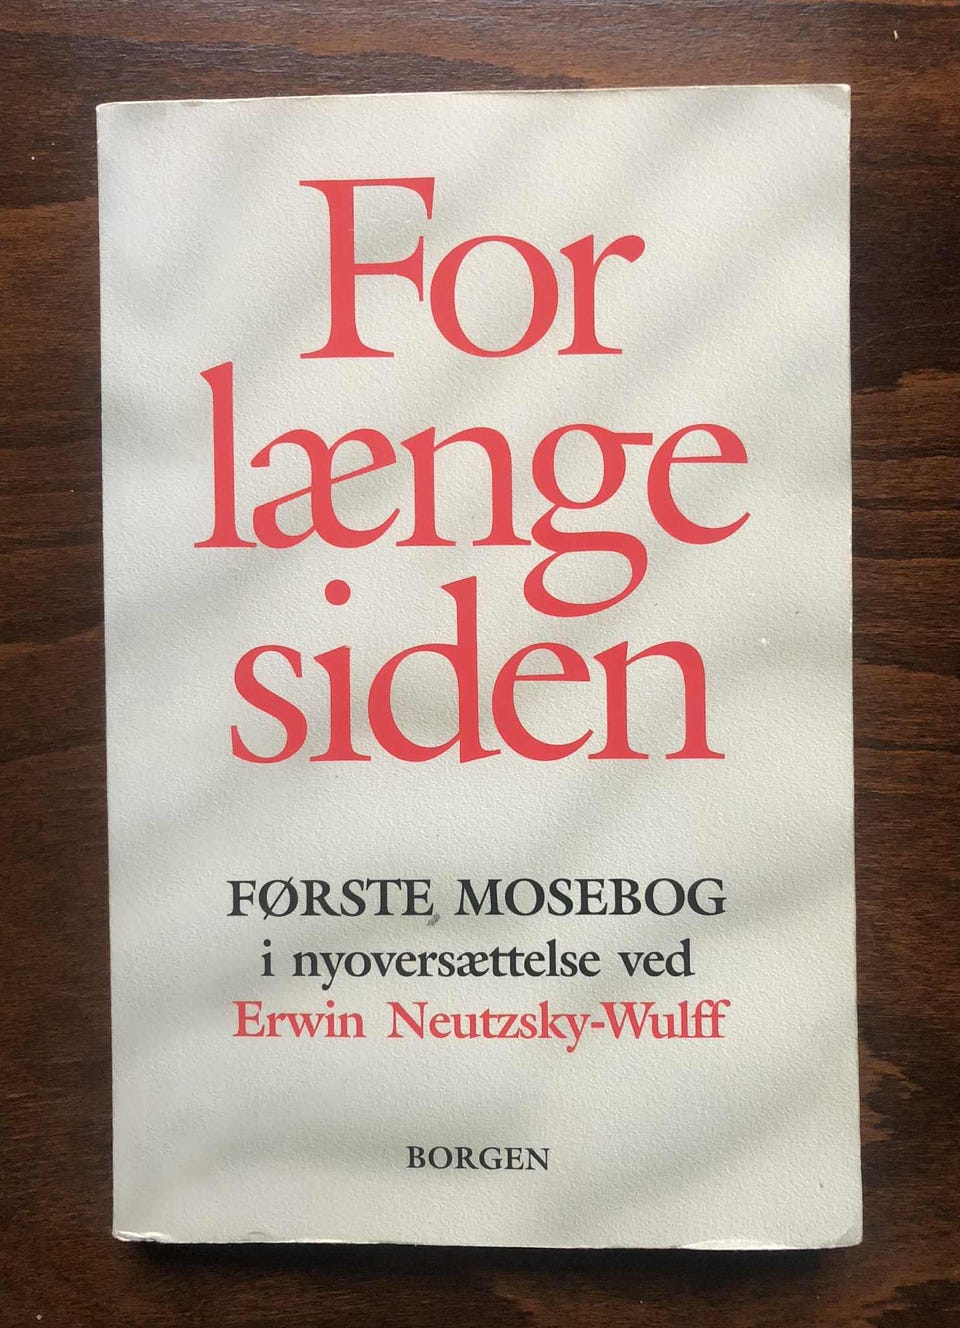 For
længe
siden
FØRSTE MOSEBOG
i nyoversættelse ved
Erwin Neutzsky-Wulff
BORGEN